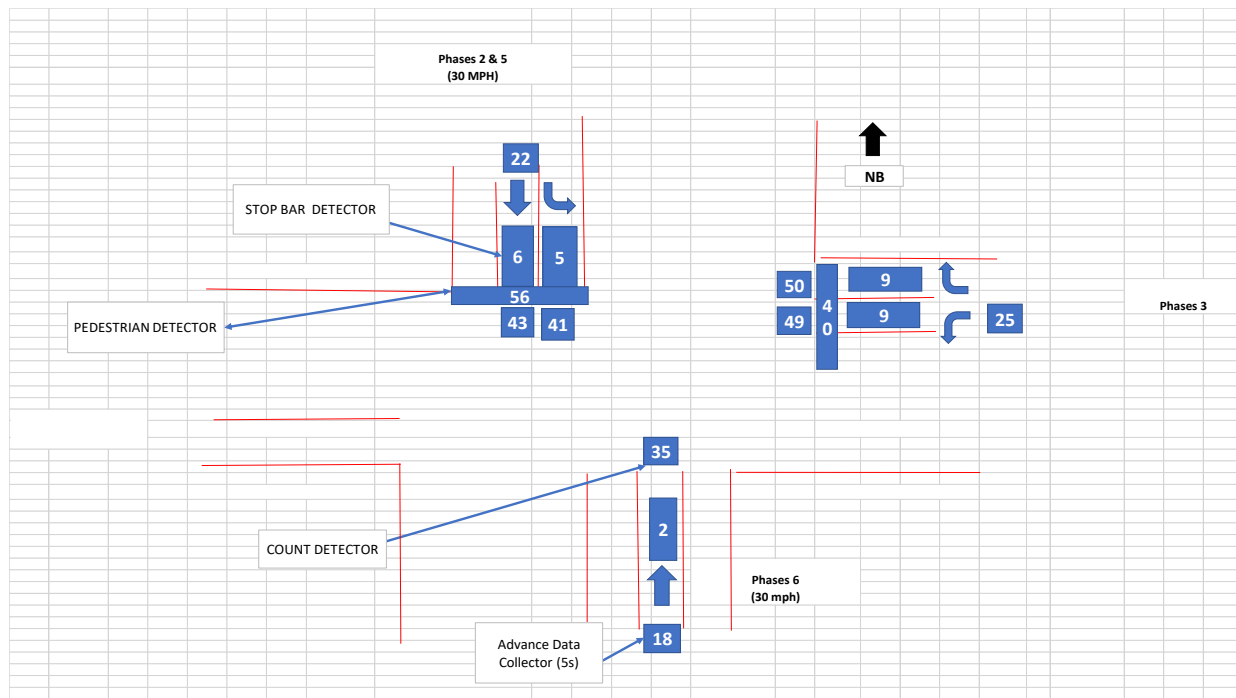 Phases 2 & 5
(30 MPH)
22
NB
STOP BAR  DETECTOR
6
5
50
9
4
0
56
Phases 3
PEDESTRIAN DETECTOR
43
41
49
9
25
35
2
COUNT DETECTOR
Phases 6
(30 mph)
Advance Data
Collector (5s)
18